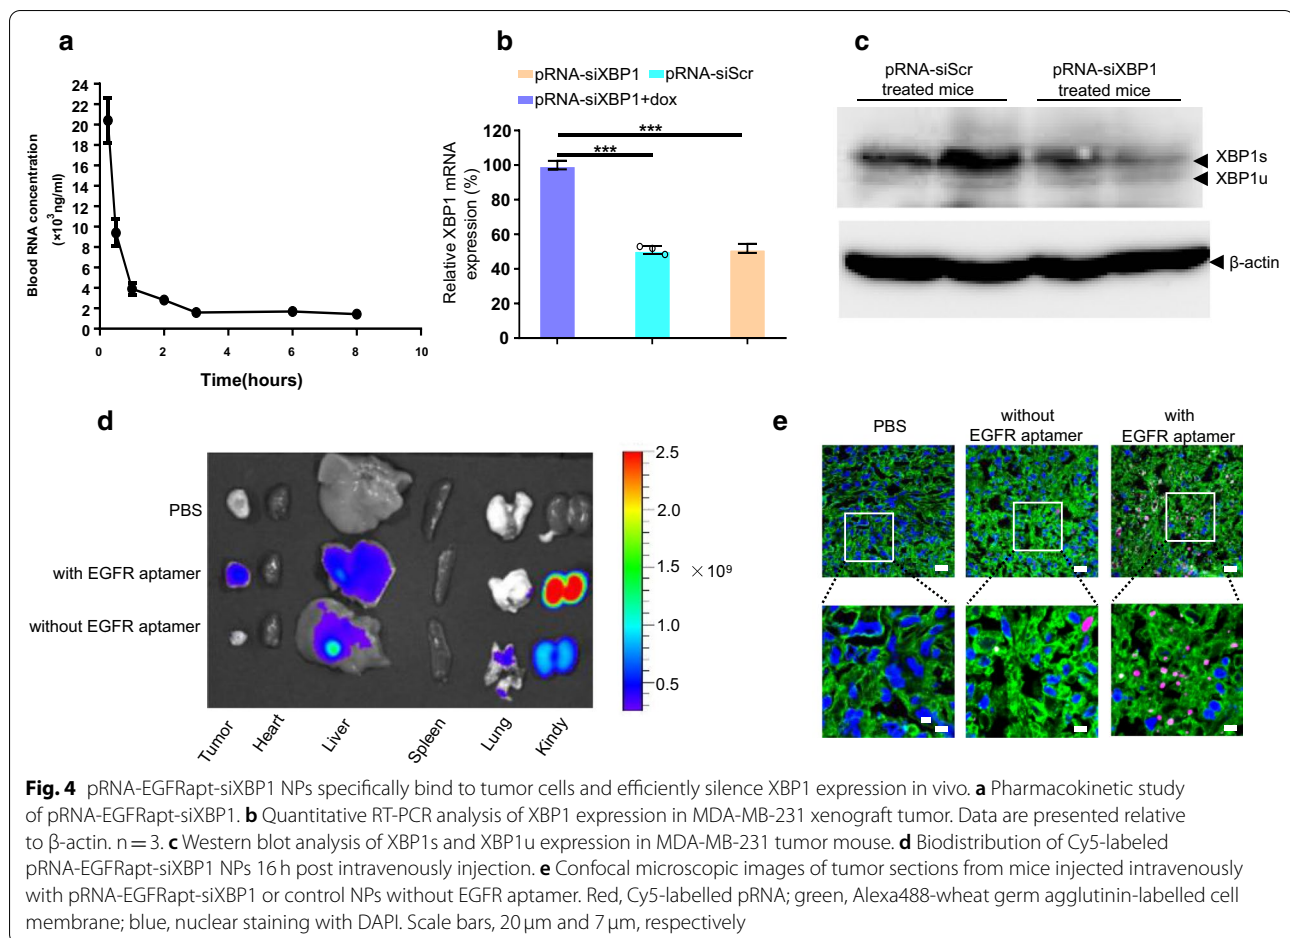 a
24
22
20
18
16
14
12
10
8
6
4
2
0
Blood RNA concentration
(×10³ng/ml)
0 2 4 6 8 10
Time(hours)
b
pRNA-siXBP1 pRNA-siScr
pRNA-siXBP1+dox
120
100
80
60
40
20
0
Relative XBP1 mRNA
expression (%)
***
***
c
pRNA-siScr
treated mice
pRNA-siXBP1
treated mice
XBP1s
XBP1u
β-actin
d
PBS
with EGFR aptamer
without EGFR aptamer
Tumor Heart Liver Spleen Lung Kindy
2.5
2.0
1.5
1.0
0.5
×10⁹
e
PBS
without
EGFR aptamer
with
EGFR aptamer
Fig. 4 pRNA-EGFRapt-siXBP1 NPs specifically bind to tumor cells and efficiently silence XBP1 expression in vivo. a Pharmacokinetic study
of pRNA-EGFRapt-siXBP1. b Quantitative RT-PCR analysis of XBP1 expression in MDA-MB-231 xenograft tumor. Data are presented relative
to β-actin. n = 3. c Western blot analysis of XBP1s and XBP1u expression in MDA-MB-231 tumor mouse. d Biodistribution of Cy5-labeled
pRNA-EGFRapt-siXBP1 NPs 16 h post intravenously injection. e Confocal microscopic images of tumor sections from mice injected intravenously
with pRNA-EGFRapt-siXBP1 or control NPs without EGFR aptamer. Red, Cy5-labelled pRNA; green, Alexa488-wheat germ agglutinin-labelled cell
membrane; blue, nuclear staining with DAPI. Scale bars, 20 μm and 7 μm, respectively